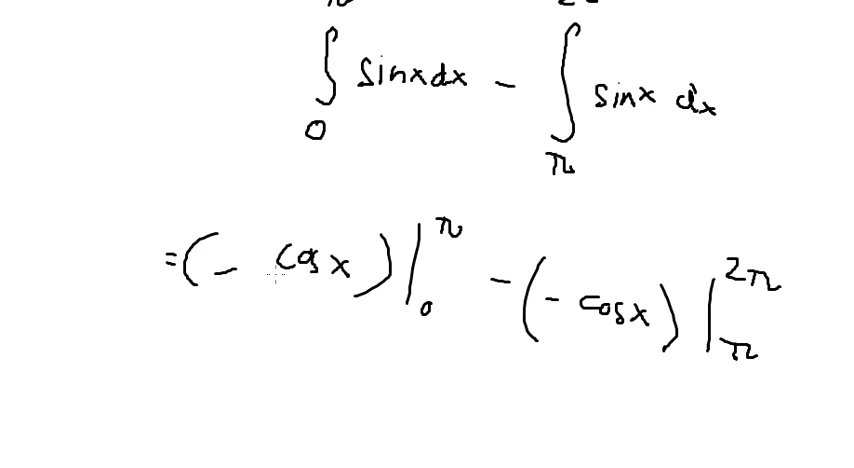 ∫₀^π sinx dx − ∫_π^2π sinx dx
= (− cosx) |₀^π − (− cosx) |_π^2π